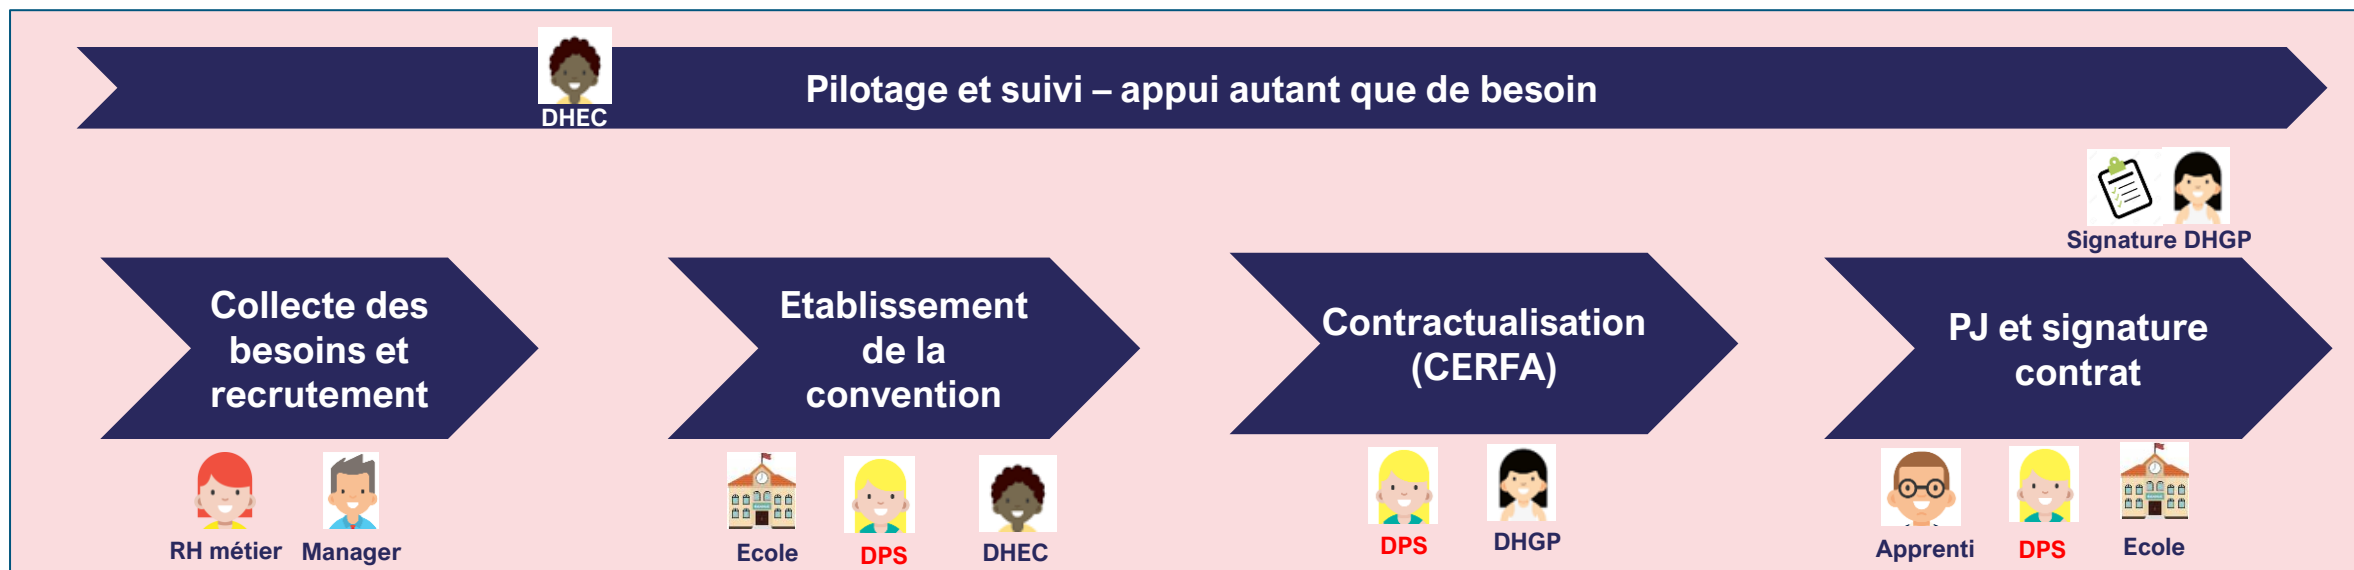 Pilotage et suivi – appui autant que de besoin
DHEC
Signature DHGP
Collecte des
besoins et
recrutement
Etablissement
de la
convention
Contractualisation
(CERFA)
PJ et signature
contrat
RH métier
Manager
Ecole
DPS
DHEC
DPS
DHGP
Apprenti
DPS
Ecole